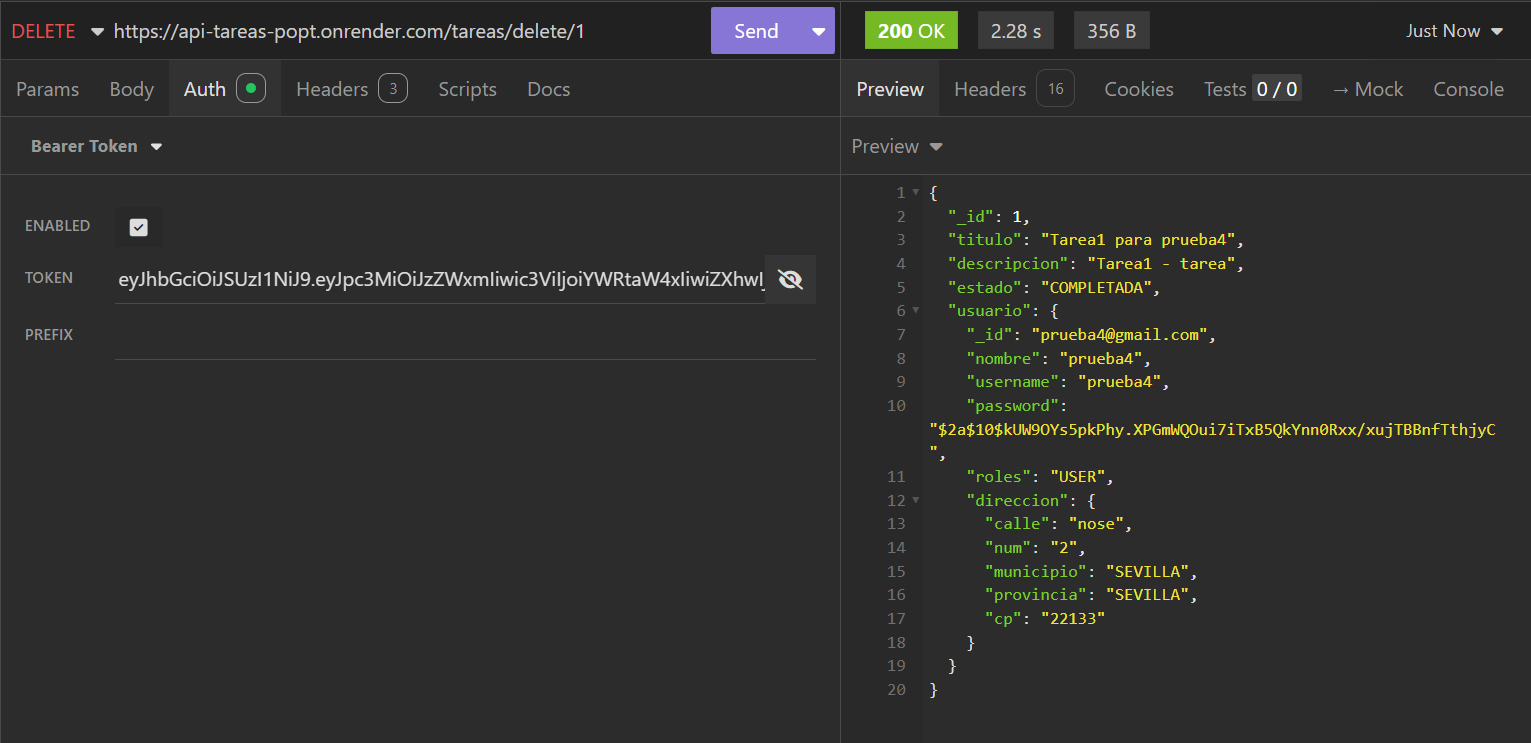 DELETE https://api-tareas-popt.onrender.com/tareas/delete/1 Send 200 OK 2.28 s 356 B Just Now
Params Body Auth Headers 3 Scripts Docs Preview Headers 16 Cookies Tests 0 / 0 → Mock Console
Bearer Token Preview
ENABLED
TOKEN eyJhbGciOiJSUzI1NiJ9.eyJpc3MiOiJzZWxmIiwic3ViIjoiYWRtaW4xIiwiZXhwIj
PREFIX
1 {
2 "_id": 1,
3 "titulo": "Tarea1 para prueba4",
4 "descripcion": "Tarea1 - tarea",
5 "estado": "COMPLETADA",
6 "usuario": {
7 "_id": "prueba4@gmail.com",
8 "nombre": "prueba4",
9 "username": "prueba4",
10 "password":
"$2a$10$kUW9OYs5pkPhy.XPGmWQOui7iTxB5QkYnn0Rxx/xujTBBnfTthjyC
",
11 "roles": "USER",
12 "direccion": {
13 "calle": "nose",
14 "num": "2",
15 "municipio": "SEVILLA",
16 "provincia": "SEVILLA",
17 "cp": "22133"
18 }
19 }
20 }